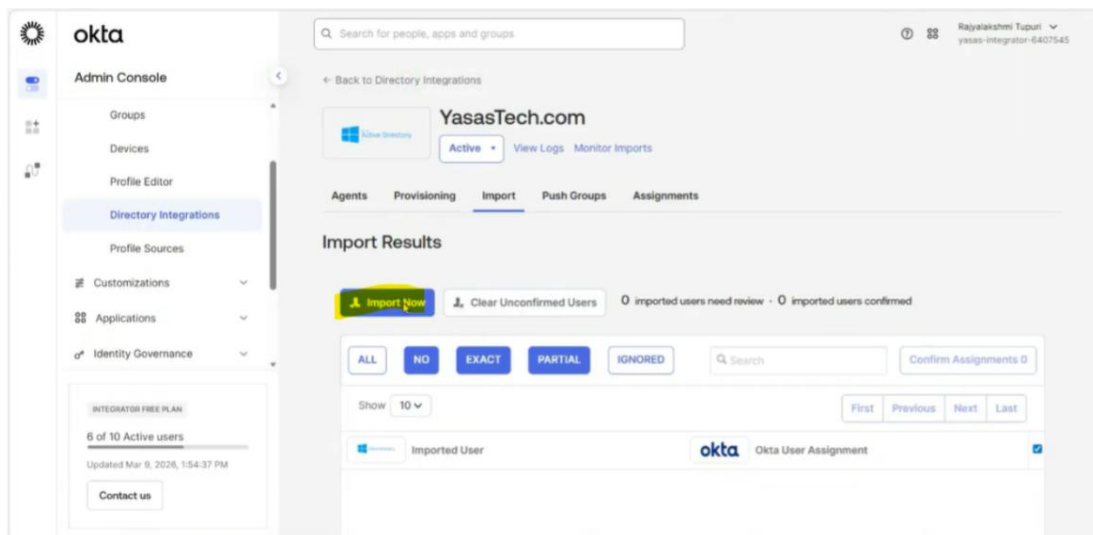 okta
Search for people, apps and groups
Rajyalakshmi Tupuri
yasas-integrator-6407545
Admin Console
Groups
Devices
Profile Editor
Directory Integrations
Profile Sources
Customizations
Applications
Identity Governance
INTEGRATOR FREE PLAN
6 of 10 Active users
Updated Mar 9, 2026, 1:54:37 PM
Contact us
← Back to Directory Integrations
Active Directory
YasasTech.com
Active
View Logs Monitor Imports
Agents Provisioning Import Push Groups Assignments
Import Results
Import Now
Clear Unconfirmed Users
0 imported users need review · 0 imported users confirmed
ALL NO EXACT PARTIAL IGNORED
Search
Confirm Assignments 0
Show 10
First Previous Next Last
Imported User
okta Okta User Assignment